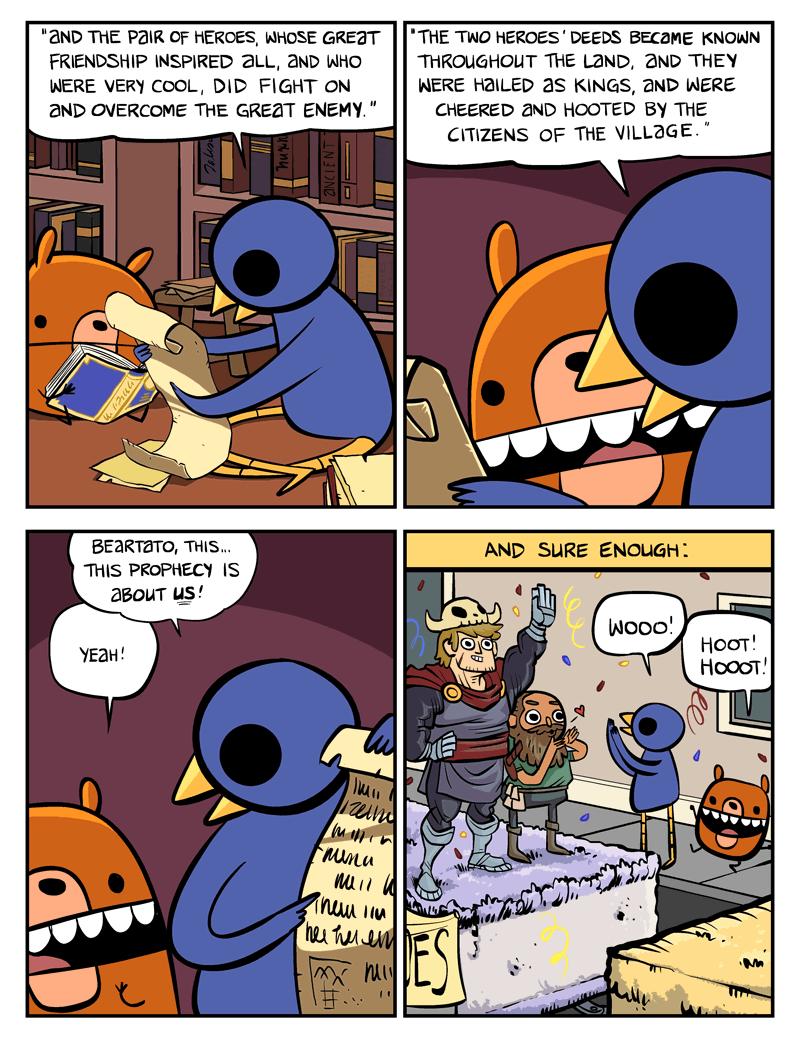 "AND THE PAIR OF HEROES, WHOSE GREAT
FRIENDSHIP INSPIRED ALL, AND WHO
WERE VERY COOL, DID FIGHT ON
AND OVERCOME THE GREAT ENEMY."
ANCIENT
"THE TWO HEROES' DEEDS BECAME KNOWN
THROUGHOUT THE LAND, AND THEY
WERE HAILED AS KINGS, AND WERE
CHEERED AND HOOTED BY THE
CITIZENS OF THE VILLAGE."
BEARTATO, THIS...
THIS PROPHECY IS
ABOUT US!
YEAH!
AND SURE ENOUGH:
WOOO!
HOOT!
HOOOT!
OES